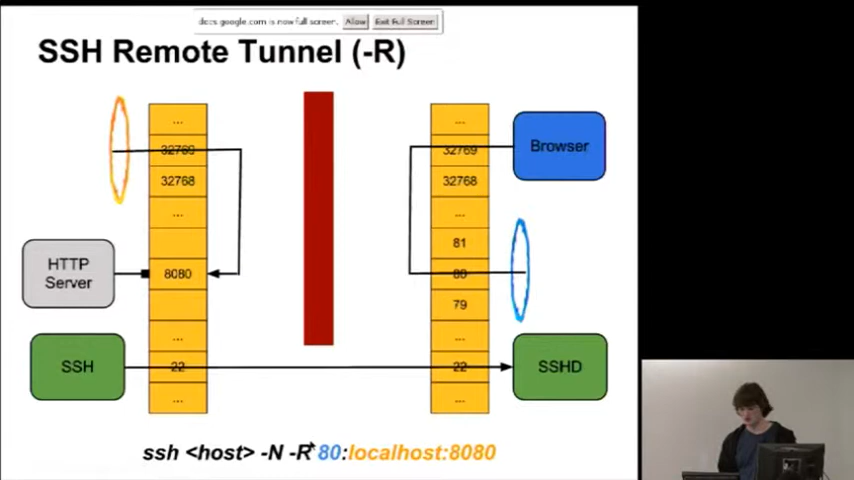 docs.google.com is now full screen. Allow Exit Full Screen
SSH Remote Tunnel (-R)
...
32769
32768
...
8080
...
22
...
HTTP
Server
SSH
...
32769
32768
...
81
80
79
...
22
...
Browser
SSHD
ssh <host> -N -R 80:localhost:8080